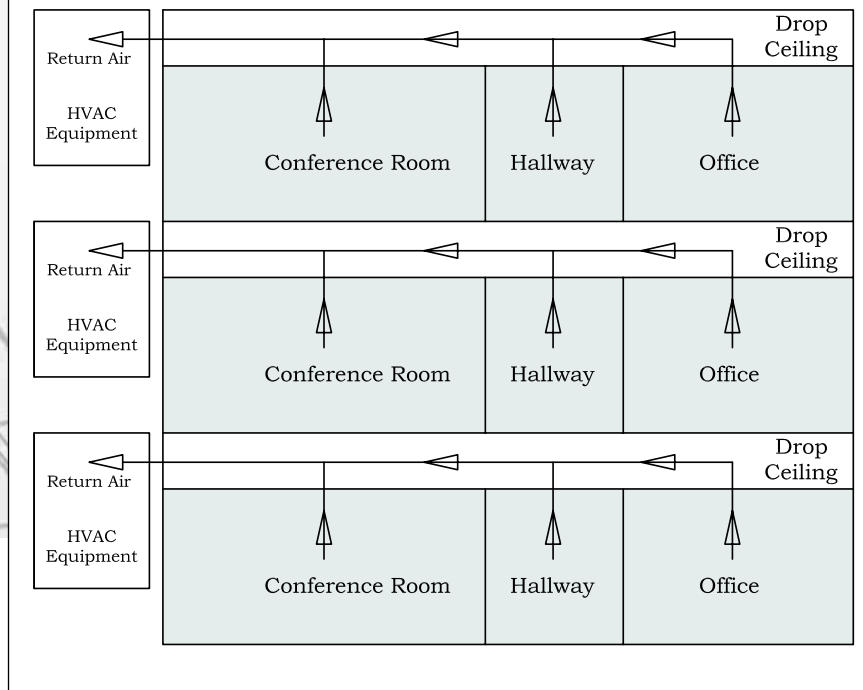 Drop
Ceiling
Return Air
HVAC
Equipment
Conference Room
Hallway
Office
Drop
Ceiling
Return Air
HVAC
Equipment
Conference Room
Hallway
Office
Drop
Ceiling
Return Air
HVAC
Equipment
Conference Room
Hallway
Office